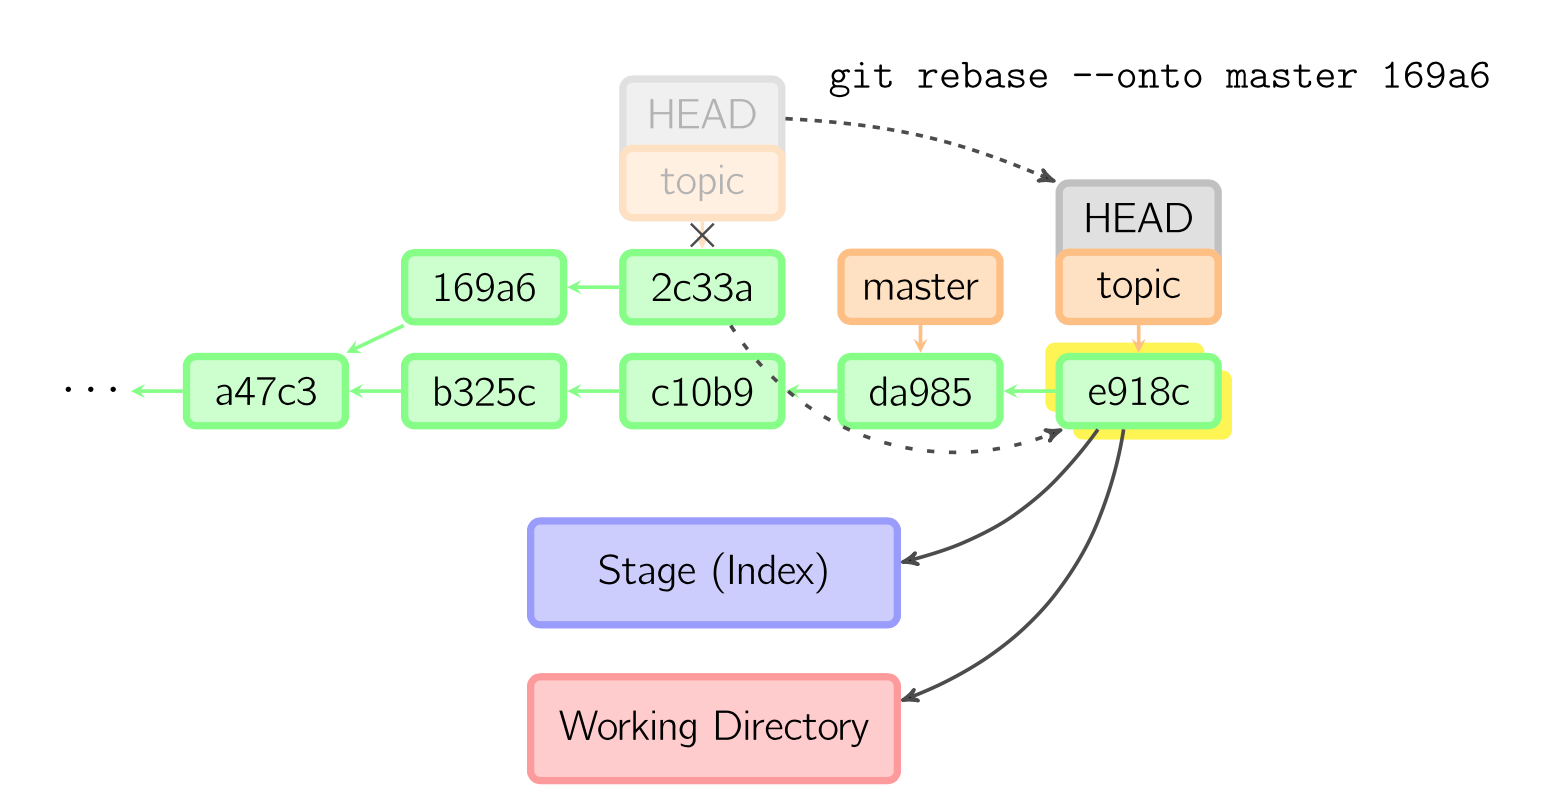 git rebase --onto master 169a6
HEAD
topic
HEAD
topic
169a6
2c33a
master
...
a47c3
b325c
c10b9
da985
e918c
Stage (Index)
Working Directory